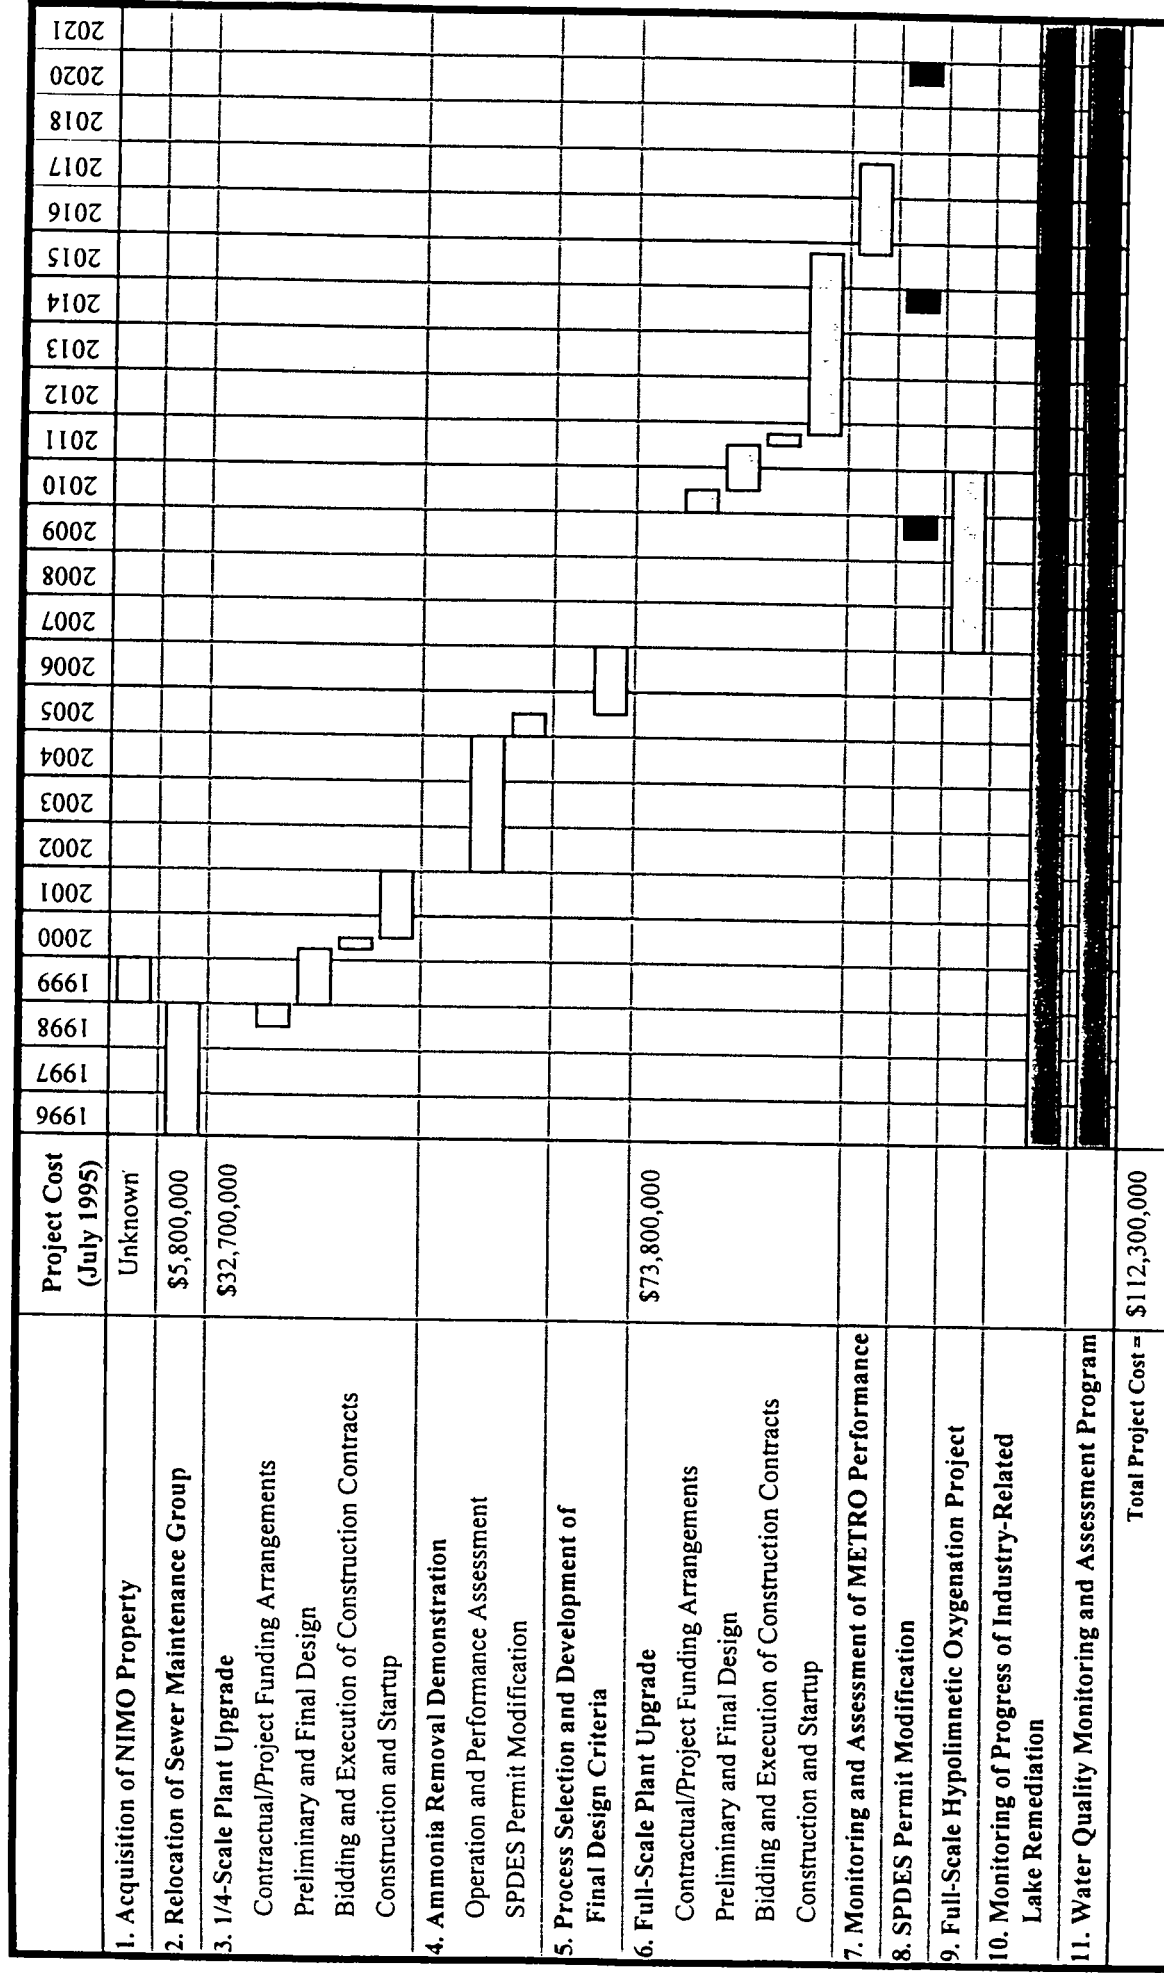 Project Cost
(July 1995)
1996 1997 1998 1999 2000 2001 2002 2003 2004 2005 2006 2007 2008 2009 2010 2011 2012 2013 2014 2015 2016 2017 2018 2020 2021
1. Acquisition of NIMO Property Unknown
2. Relocation of Sewer Maintenance Group $5,800,000
3. 1/4-Scale Plant Upgrade $32,700,000
Contractual/Project Funding Arrangements
Preliminary and Final Design
Bidding and Execution of Construction Contracts
Construction and Startup
4. Ammonia Removal Demonstration
Operation and Performance Assessment
SPDES Permit Modification
5. Process Selection and Development of
Final Design Criteria
6. Full-Scale Plant Upgrade $73,800,000
Contractual/Project Funding Arrangements
Preliminary and Final Design
Bidding and Execution of Construction Contracts
Construction and Startup
7. Monitoring and Assessment of METRO Performance
8. SPDES Permit Modification
9. Full-Scale Hypolimnetic Oxygenation Project
10. Monitoring of Progress of Industry-Related
Lake Remediation
11. Water Quality Monitoring and Assessment Program
Total Project Cost = $112,300,000